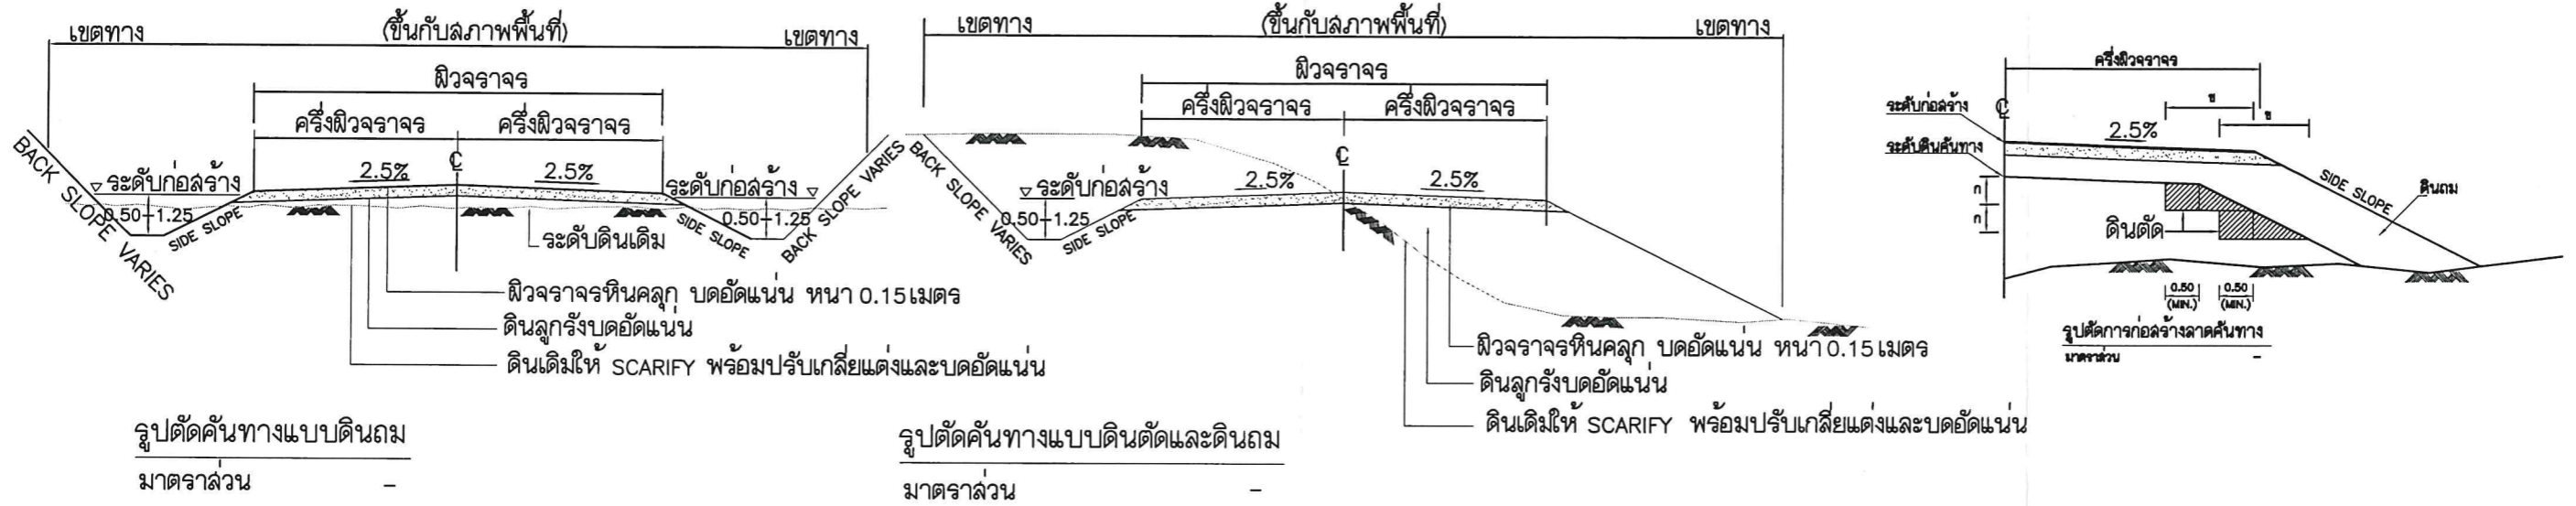 เขตทาง (ขึ้นกับสภาพพื้นที่) เขตทาง
ผิวจราจร
ครึ่งผิวจราจร ครึ่งผิวจราจร
BACK SLOPE VARIES
ระดับก่อสร้าง
2.5% ℄ 2.5%
ระดับก่อสร้าง
BACK SLOPE VARIES
0.50-1.25
SIDE SLOPE
SIDE SLOPE
0.50-1.25
ระดับดินเดิม
ผิวจราจรหินคลุก บดอัดแน่น หนา 0.15 เมตร
ดินลูกรังบดอัดแน่น
ดินเดิมให้ SCARIFY พร้อมปรับเกลี่ยแต่งและบดอัดแน่น
รูปตัดคันทางแบบดินถม
มาตราส่วน -
เขตทาง (ขึ้นกับสภาพพื้นที่) เขตทาง
ผิวจราจร
ครึ่งผิวจราจร ครึ่งผิวจราจร
BACK SLOPE VARIES
ระดับก่อสร้าง
2.5% ℄ 2.5%
0.50-1.25
SIDE SLOPE
ผิวจราจรหินคลุก บดอัดแน่น หนา 0.15 เมตร
ดินลูกรังบดอัดแน่น
ดินเดิมให้ SCARIFY พร้อมปรับเกลี่ยแต่งและบดอัดแน่น
รูปตัดคันทางแบบดินตัดและดินถม
มาตราส่วน -
ครึ่งผิวจราจร
ระดับก่อสร้าง ℄
ข
ข
2.5%
ระดับดินคันทาง
SIDE SLOPE
ดินถม
ก
ก
ดินตัด
0.50 0.50
(MIN.) (MIN.)
รูปตัดการก่อสร้างลาดคันทาง
มาตราส่วน -